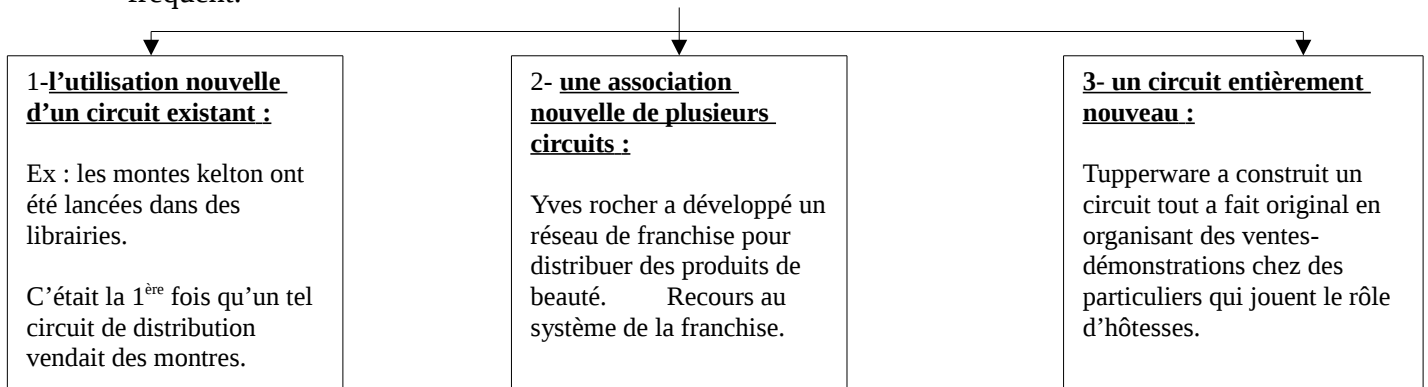 fréquent.
1-l’utilisation nouvelle
d’un circuit existant :
Ex : les montes kelton ont
été lancées dans des
librairies.
C’était la 1ère fois qu’un tel
circuit de distribution
vendait des montres.
2- une association
nouvelle de plusieurs
circuits :
Yves rocher a développé un
réseau de franchise pour
distribuer des produits de
beauté. Recours au
système de la franchise.
3- un circuit entièrement
nouveau :
Tupperware a construit un
circuit tout a fait original en
organisant des ventes-
démonstrations chez des
particuliers qui jouent le rôle
d’hôtesses.